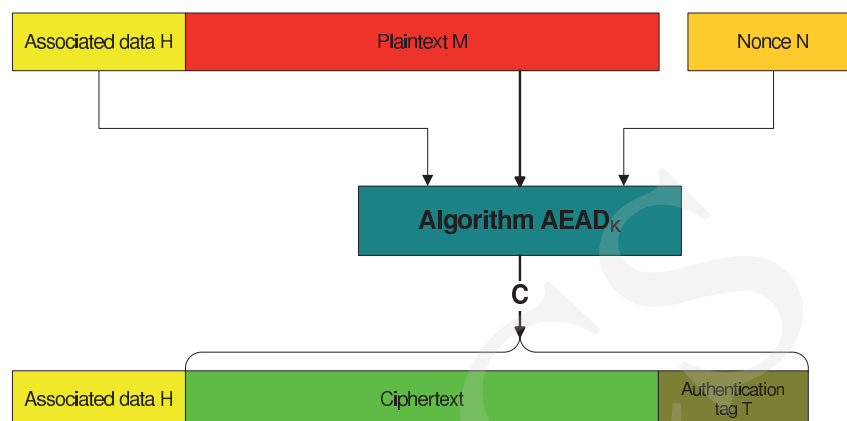 Associated data H
Plaintext M
Nonce N
Algorithm AEADK
C
Associated data H
Ciphertext
Authentication
tag T